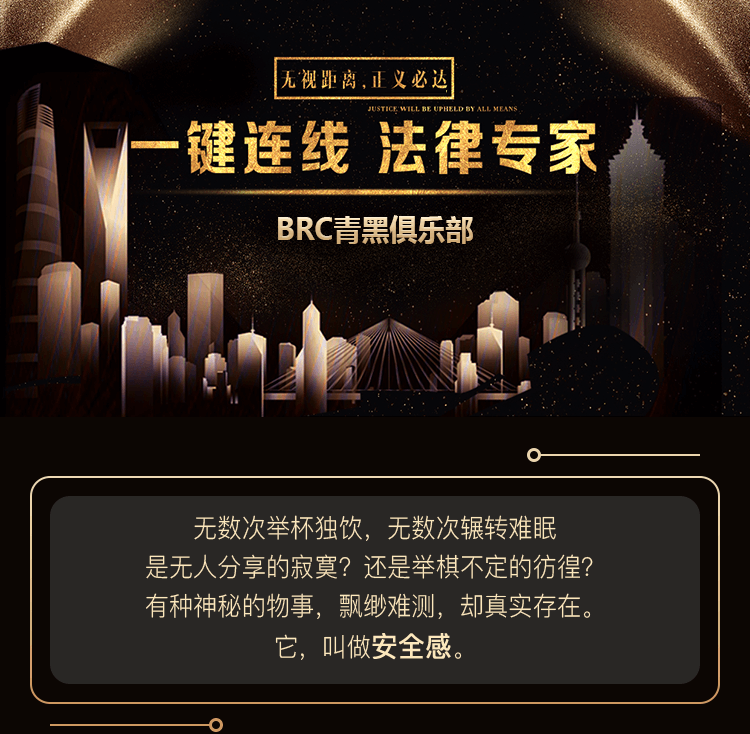 无视距离,正义必达
JUSTICE WILL BE UPHELD BY ALL MEANS
一键连线 法律专家
BRC青黑俱乐部
无数次举杯独饮，无数次辗转难眠
是无人分享的寂寞？还是举棋不定的彷徨？
有种神秘的物事，飘缈难测，却真实存在。
它，叫做安全感。